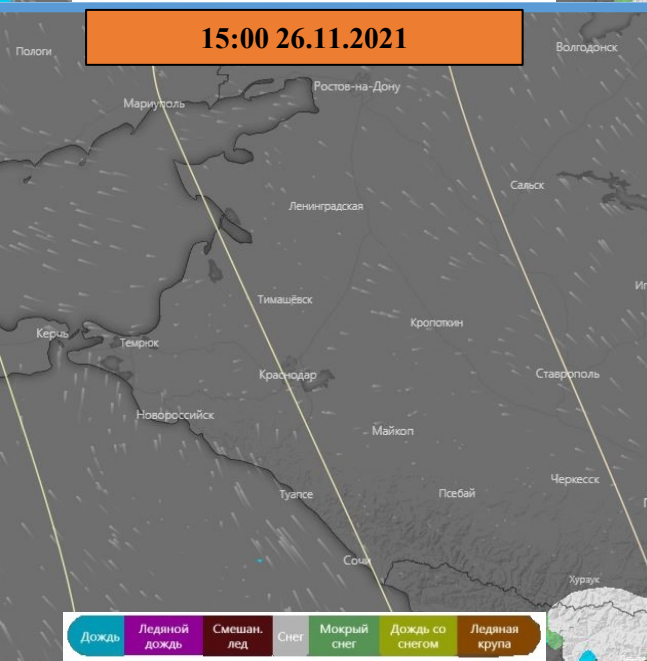 15:00 26.11.2021
Пологи
Волгодонск
Ростов-на-Дону
Мариуполь
Сальск
Ленинградская
Тимашёвск
Кропоткин
Керчь
Темрюк
Краснодар
Ставрополь
Новороссийск
Майкоп
Черкесск
Туапсе
Псебай
Сочи
Хурзук
Дождь
Ледяной
дождь
Смешан.
лед
Снег
Мокрый
снег
Дождь со
снегом
Ледяная
крупа